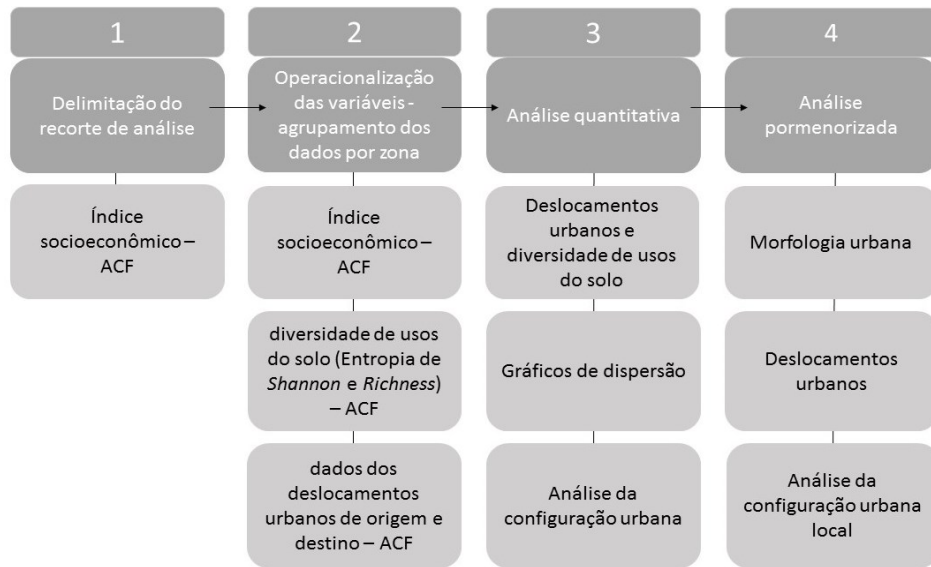 1
Delimitação do
recorte de análise
Índice
socioeconômico –
ACF
2
Operacionalização
das variáveis -
agrupamento dos
dados por zona
Índice
socioeconômico –
ACF
diversidade de usos
do solo (Entropia de
Shannon e Richness)
– ACF
dados dos
deslocamentos
urbanos de origem e
destino – ACF
3
Análise quantitativa
Deslocamentos
urbanos e
diversidade de usos
do solo
Gráficos de dispersão
Análise da
configuração urbana
4
Análise
pormenorizada
Morfologia urbana
Deslocamentos
urbanos
Análise da
configuração urbana
local